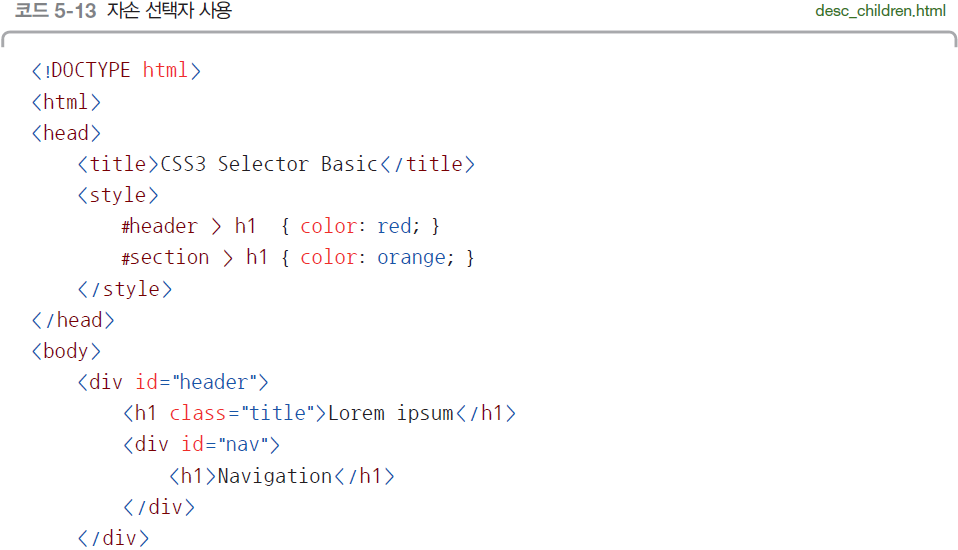 코드 5-13 자손 선택자 사용 desc_children.html
<!DOCTYPE html>
<html>
<head>
    <title>CSS3 Selector Basic</title>
    <style>
        #header > h1  { color: red; }
        #section > h1 { color: orange; }
    </style>
</head>
<body>
    <div id="header">
        <h1 class="title">Lorem ipsum</h1>
        <div id="nav">
            <h1>Navigation</h1>
        </div>
    </div>